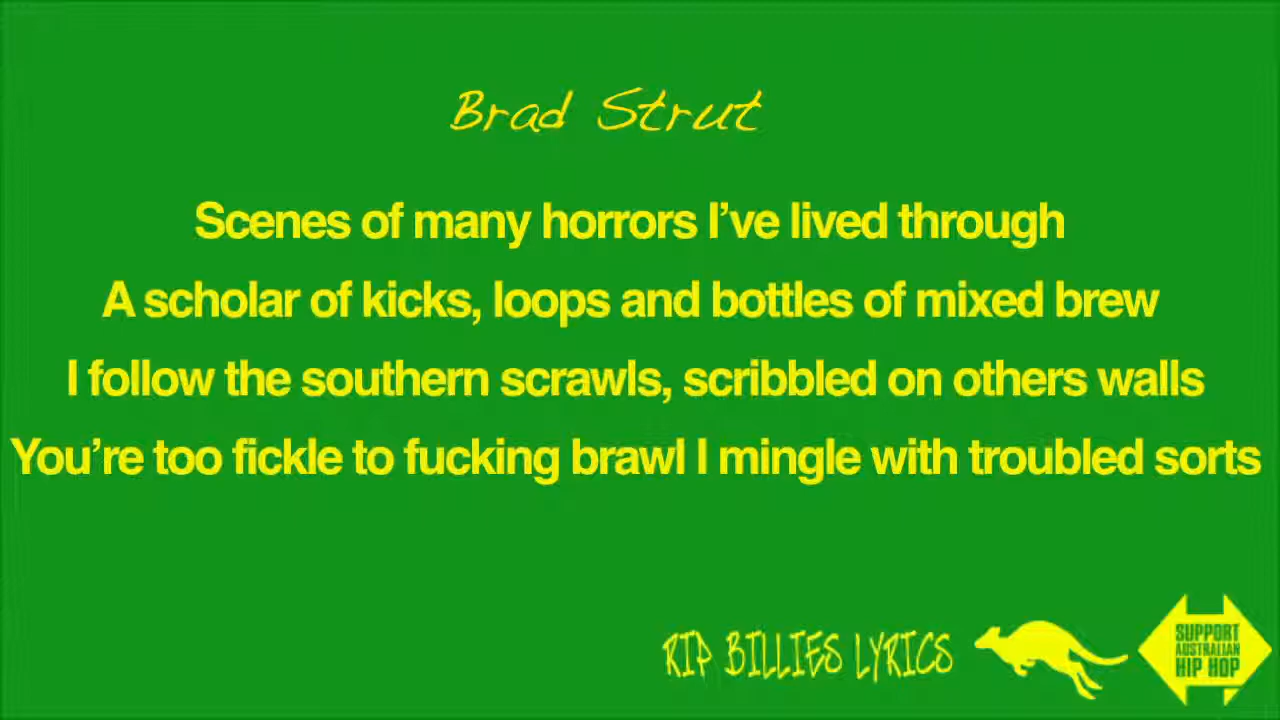 Brad Strut
Scenes of many horrors I've lived through
A scholar of kicks, loops and bottles of mixed brew
I follow the southern scrawls, scribbled on others walls
You're too fickle to fucking brawl I mingle with troubled sorts
RIP BILLIES LYRICS
SUPPORT
AUSTRALIAN
HIP HOP